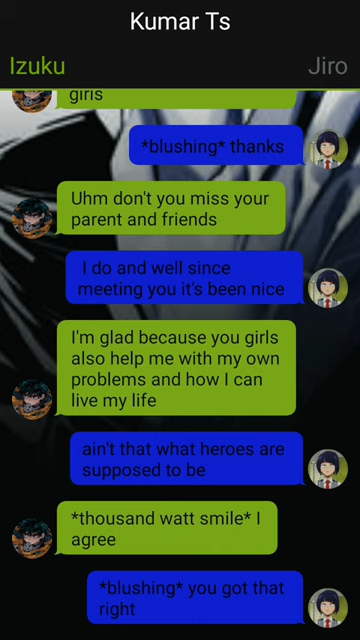 Kumar Ts
Izuku
Jiro
girls
*blushing* thanks
Uhm don't you miss your
parent and friends
I do and well since
meeting you it's been nice
I'm glad because you girls
also help me with my own
problems and how I can
live my life
ain't that what heroes are
supposed to be
*thousand watt smile* I
agree
*blushing* you got that
right